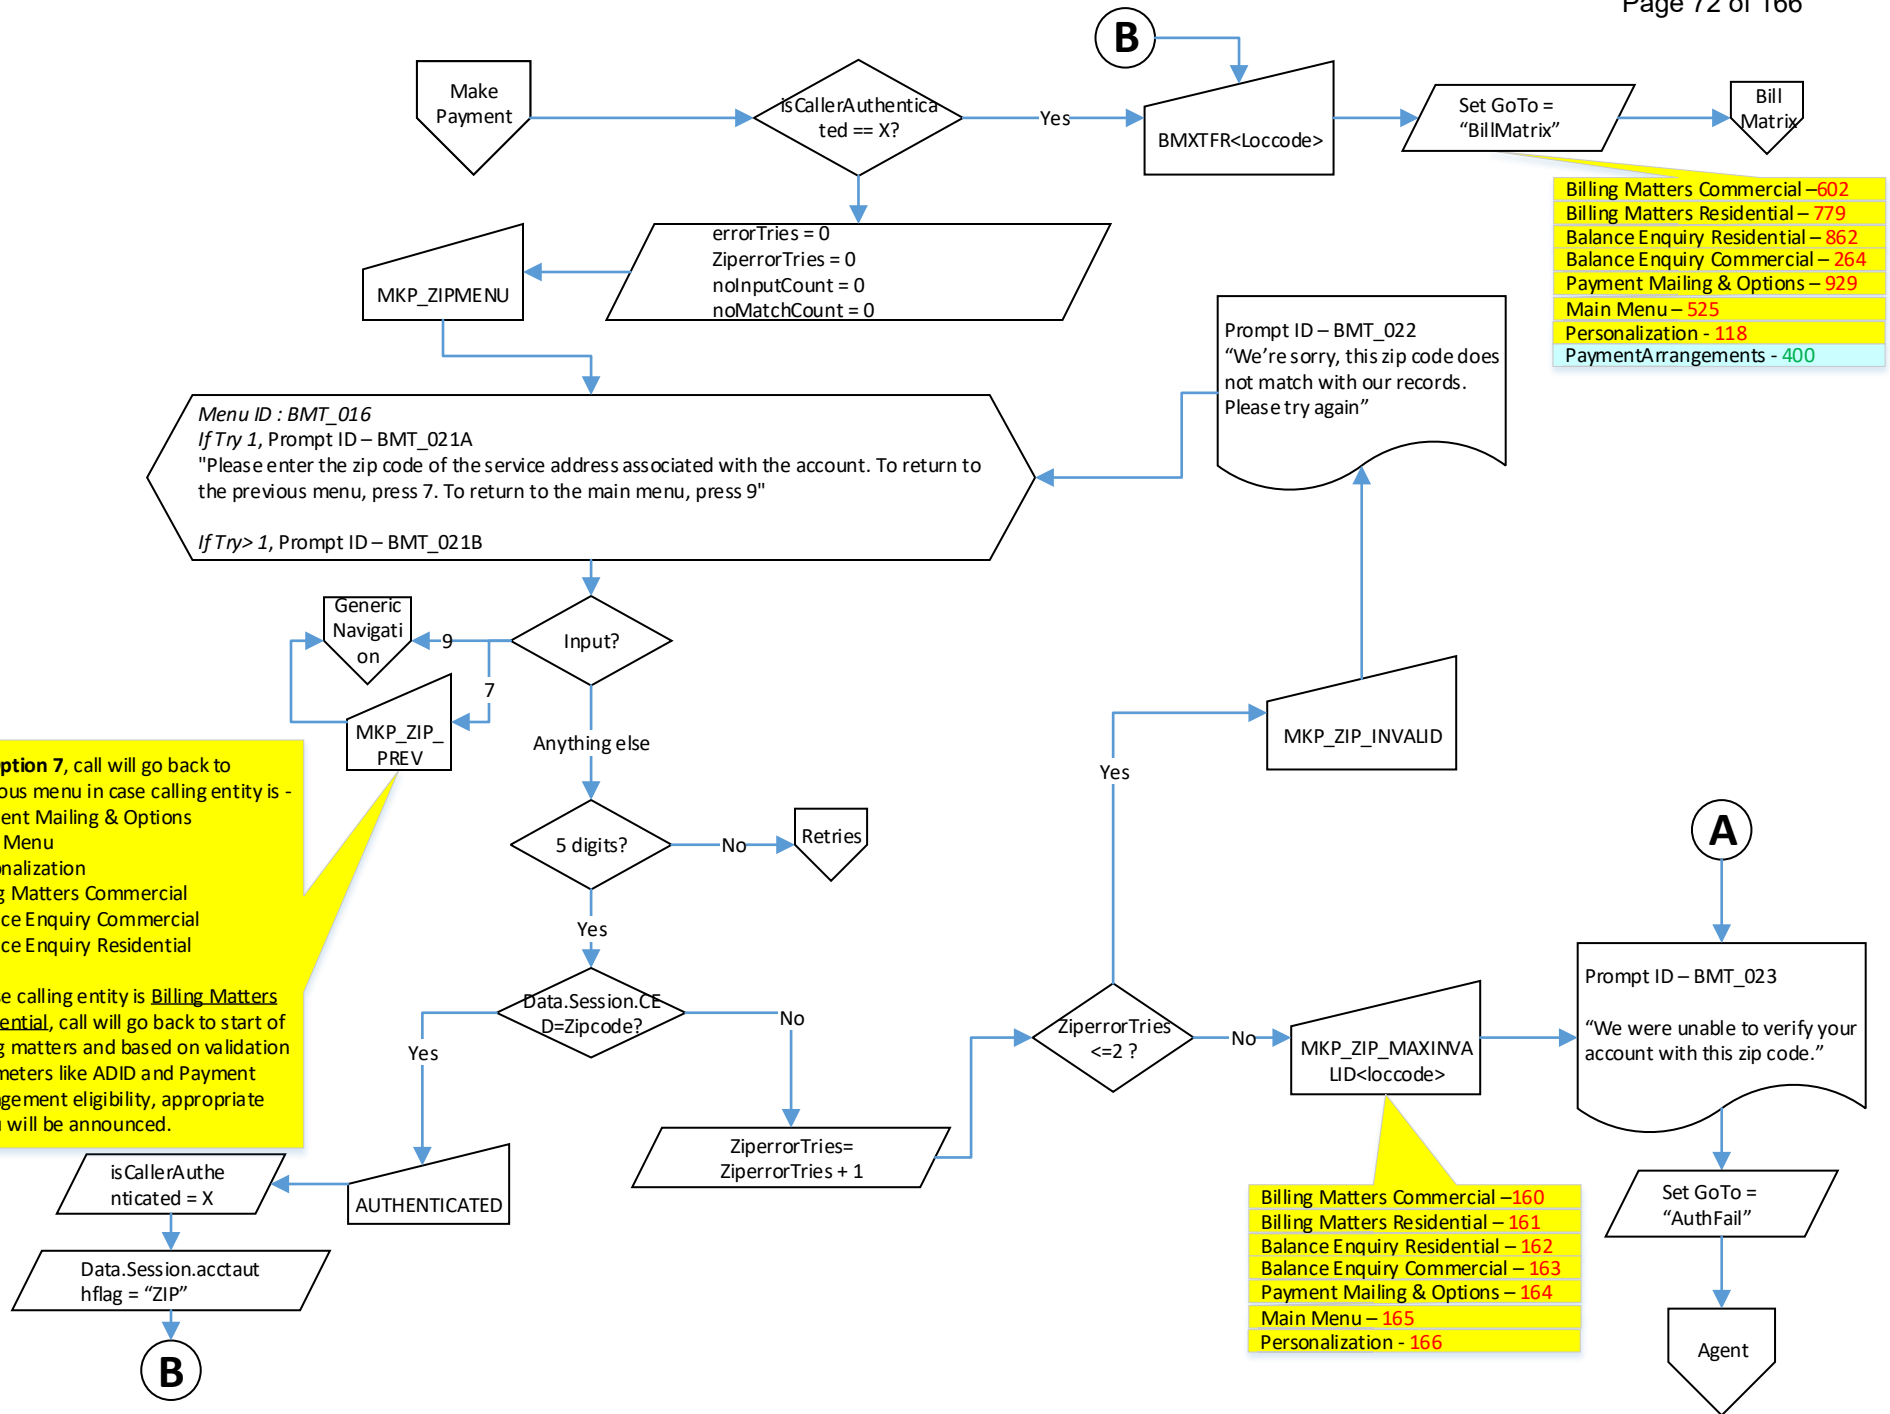 Page 72 of 166
B
Make
Payment
isCallerAuthentica
ted == X?
Yes
BMXTFR<Loccode>
Set GoTo =
“BillMatrix”
Bill
Matrix
Billing Matters Commercial –602
Billing Matters Residential – 779
Balance Enquiry Residential – 862
Balance Enquiry Commercial – 264
Payment Mailing & Options – 929
Main Menu – 525
Personalization - 118
PaymentArrangements - 400
errorTries = 0
ZiperrorTries = 0
noInputCount = 0
noMatchCount = 0
MKP_ZIPMENU
Prompt ID – BMT_022
“We’re sorry, this zip code does
not match with our records.
Please try again”
Menu ID : BMT_016
If Try 1, Prompt ID – BMT_021A
"Please enter the zip code of the service address associated with the account. To return to
the previous menu, press 7. To return to the main menu, press 9"
If Try> 1, Prompt ID – BMT_021B
Generic
Navigati
on
9
Input?
7
MKP_ZIP_
PREV
Anything else
MKP_ZIP_INVALID
Yes
ption 7, call will go back to
ous menu in case calling entity is -
ent Mailing & Options
Menu
nalization
g Matters Commercial
ce Enquiry Commercial
ce Enquiry Residential
se calling entity is Billing Matters
ential, call will go back to start of
g matters and based on validation
meters like ADID and Payment
ngement eligibility, appropriate
will be announced.
5 digits?
No
Retries
A
Yes
Data.Session.CE
D=Zipcode?
No
Yes
ZiperrorTries
<=2 ?
No
MKP_ZIP_MAXINVA
LID<loccode>
Prompt ID – BMT_023
“We were unable to verify your
account with this zip code.”
ZiperrorTries=
ZiperrorTries + 1
isCallerAuthe
nticated = X
AUTHENTICATED
Set GoTo =
“AuthFail”
Billing Matters Commercial –160
Billing Matters Residential – 161
Balance Enquiry Residential – 162
Balance Enquiry Commercial – 163
Payment Mailing & Options – 164
Main Menu – 165
Personalization - 166
Data.Session.acctaut
hflag = “ZIP”
B
Agent